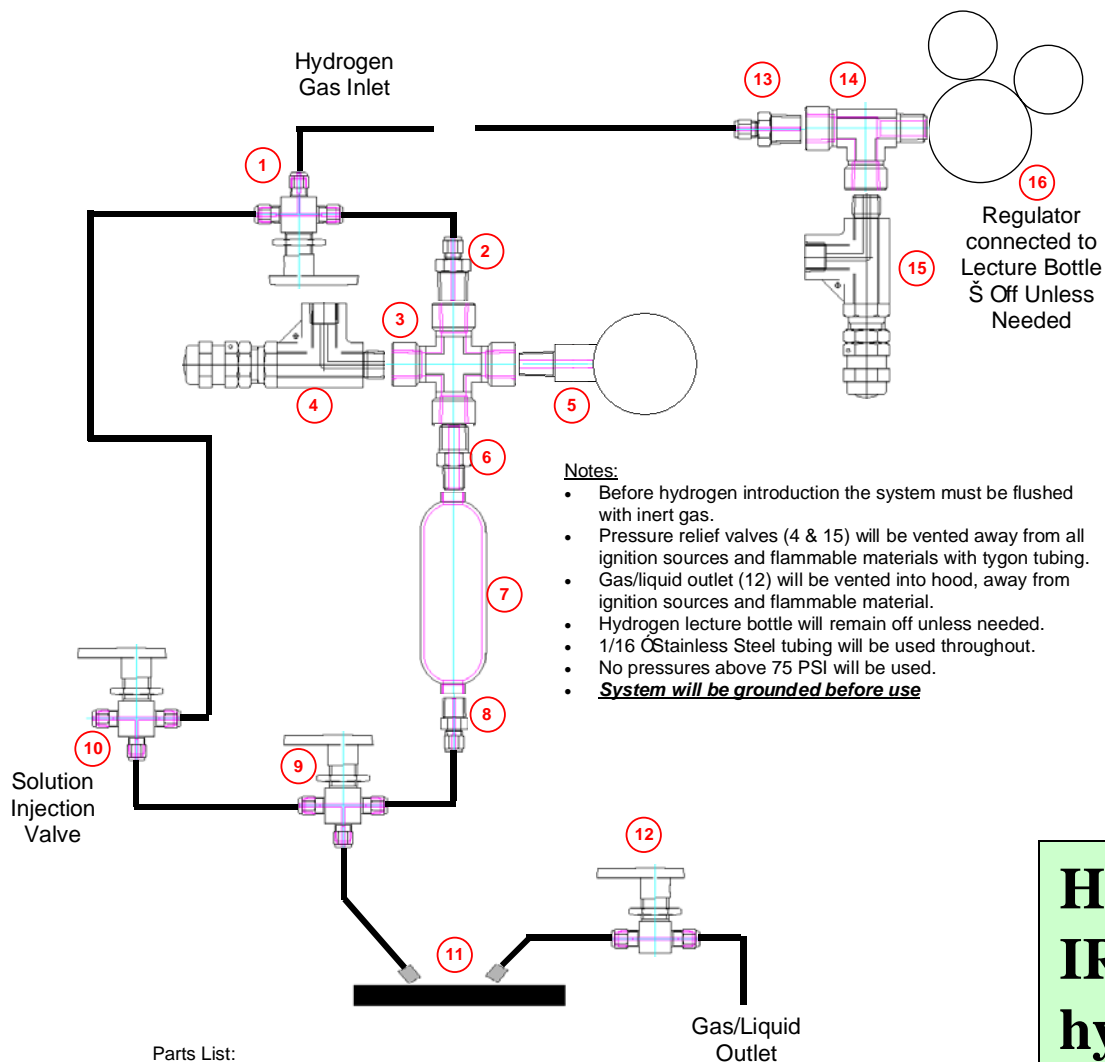 Hydrogen
Gas Inlet
13
14
1
16
Regulator
connected to
Lecture Bottle
Š Off Unless
Needed
2
15
3
4
5
6
Notes:
• Before hydrogen introduction the system must be flushed
with inert gas.
• Pressure relief valves (4 & 15) will be vented away from all
ignition sources and flammable materials with tygon tubing.
• Gas/liquid outlet (12) will be vented into hood, away from
ignition sources and flammable material.
• Hydrogen lecture bottle will remain off unless needed.
• 1/16 ÓStainless Steel tubing will be used throughout.
• No pressures above 75 PSI will be used.
• System will be grounded before use
7
8
10
9
Solution
Injection
Valve
12
11
Gas/Liquid
Outlet
Parts List:
H
IR
hy